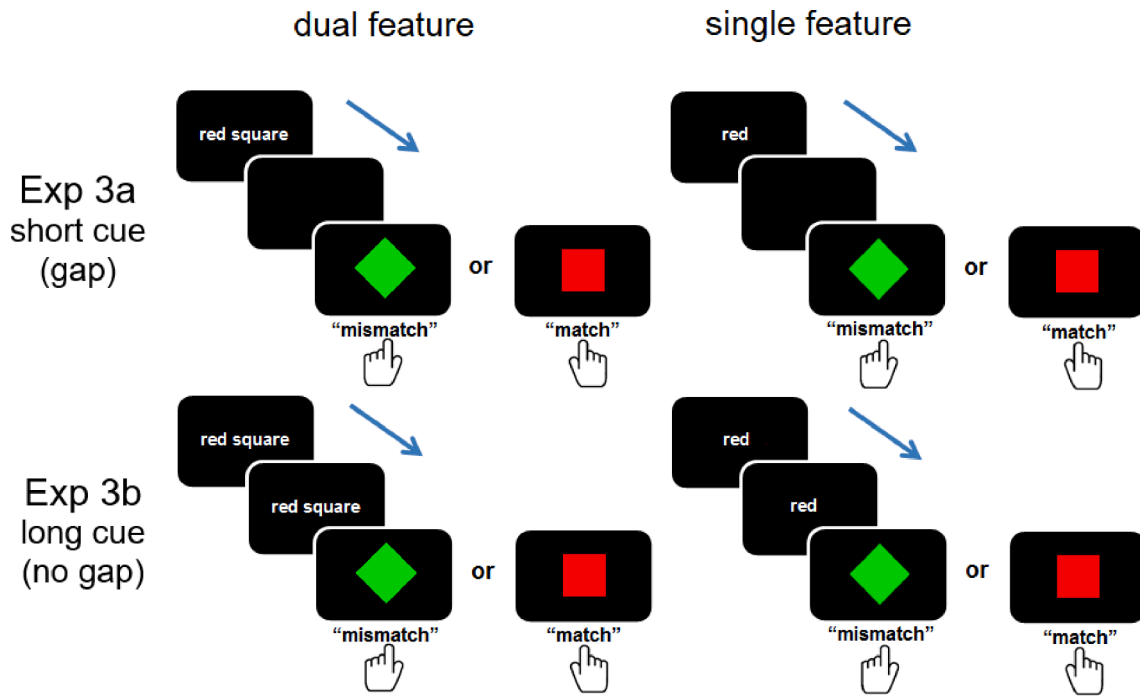 dual feature
single feature
Exp 3a
short cue
(gap)
red square
red
or
or
“mismatch”
“match”
“mismatch”
“match”
Exp 3b
long cue
(no gap)
red square
red
red square
red
or
or
“mismatch”
“match”
“mismatch”
“match”